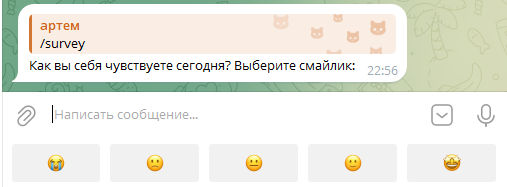 артем
/survey
Как вы себя чувствуете сегодня? Выберите смайлик:
22:56
Написать сообщение...